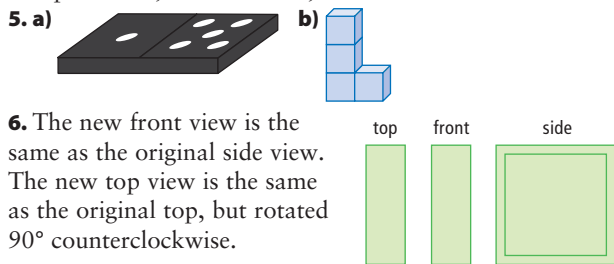 5. a) b)
6. The new front view is the
same as the original side view.
The new top view is the same
as the original top, but rotated
90° counterclockwise.
top front side